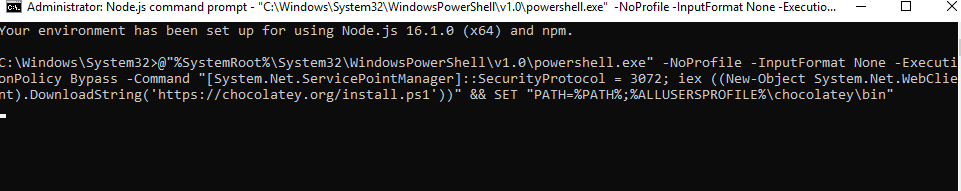 Administrator: Node.js command prompt - "C:\Windows\System32\WindowsPowerShell\v1.0\powershell.exe" -NoProfile -InputFormat None -Executio...
Your environment has been set up for using Node.js 16.1.0 (x64) and npm.
C:\Windows\System32>@"%SystemRoot%\System32\WindowsPowerShell\v1.0\powershell.exe" -NoProfile -InputFormat None -Executi
onPolicy Bypass -Command "[System.Net.ServicePointManager]::SecurityProtocol = 3072; iex ((New-Object System.Net.WebClie
nt).DownloadString('https://chocolatey.org/install.ps1'))" && SET "PATH=%PATH%;%ALLUSERSPROFILE%\chocolatey\bin"